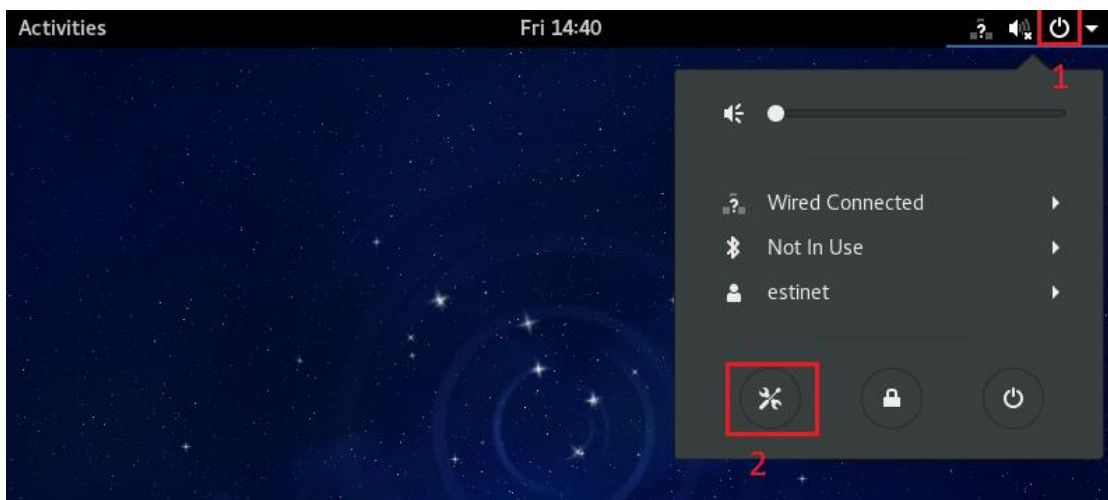 Activities Fri 14:40 ?
1
? Wired Connected
Not In Use
estinet
2